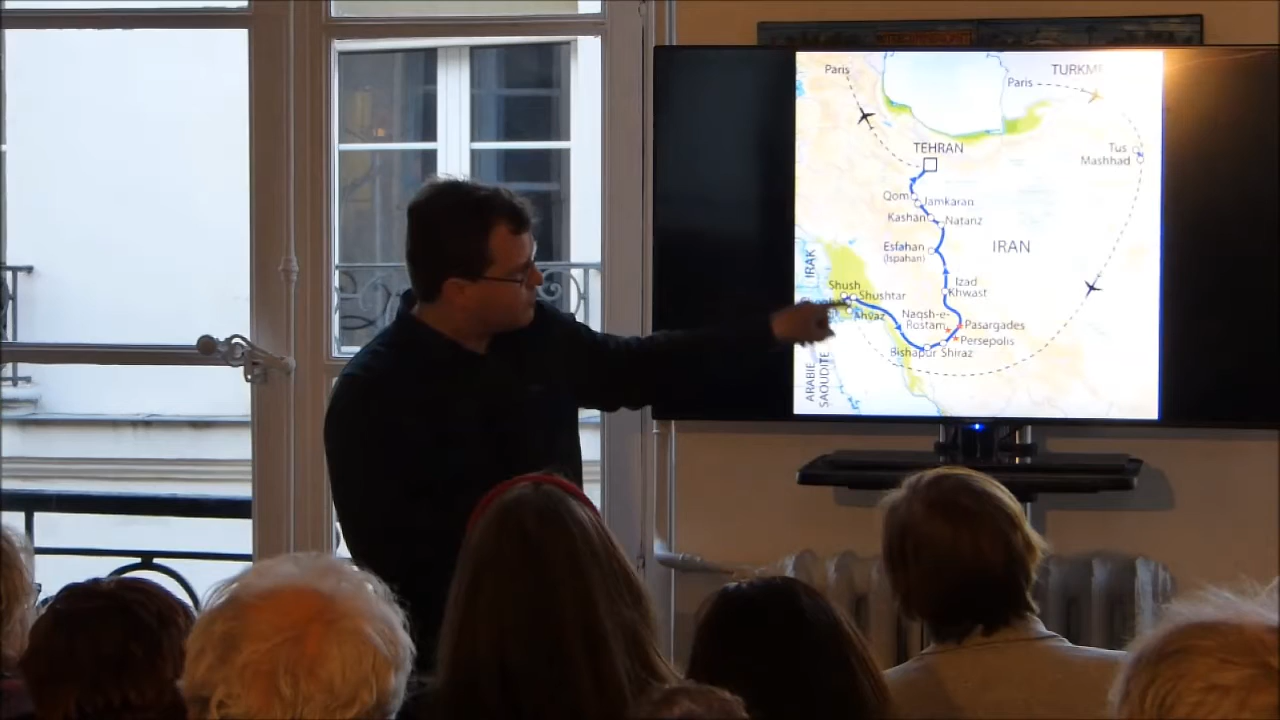 Paris
Paris
TURKME
TEHRAN
Tus
Mashhad
Qom
Jamkaran
Kashan
Natanz
Esfahan
(Ispahan)
IRAN
IRAK
Izad
Khwast
Shush
Shushtar
Ahvaz
Naqsh-e-
Rostam
Pasargades
Persepolis
Bishapur
Shiraz
ARABIE
SAOUDITE